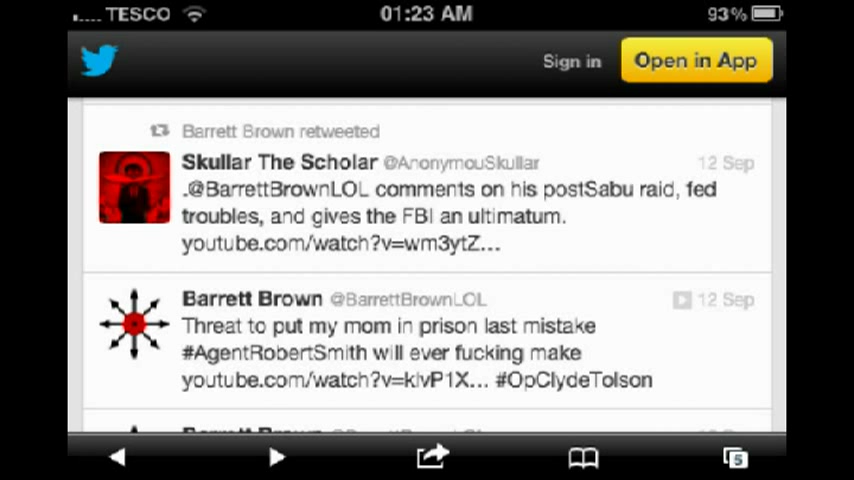 TESCO 01:23 AM 93%
Sign in Open in App
Barrett Brown retweeted
Skullar The Scholar @AnonymouSkullar 12 Sep
.@BarrettBrownLOL comments on his postSabu raid, fed
troubles, and gives the FBI an ultimatum.
youtube.com/watch?v=wm3ytZ...
Barrett Brown @BarrettBrownLOL 12 Sep
Threat to put my mom in prison last mistake
#AgentRobertSmith will ever fucking make
youtube.com/watch?v=klvP1X... #OpClydeTolson
5